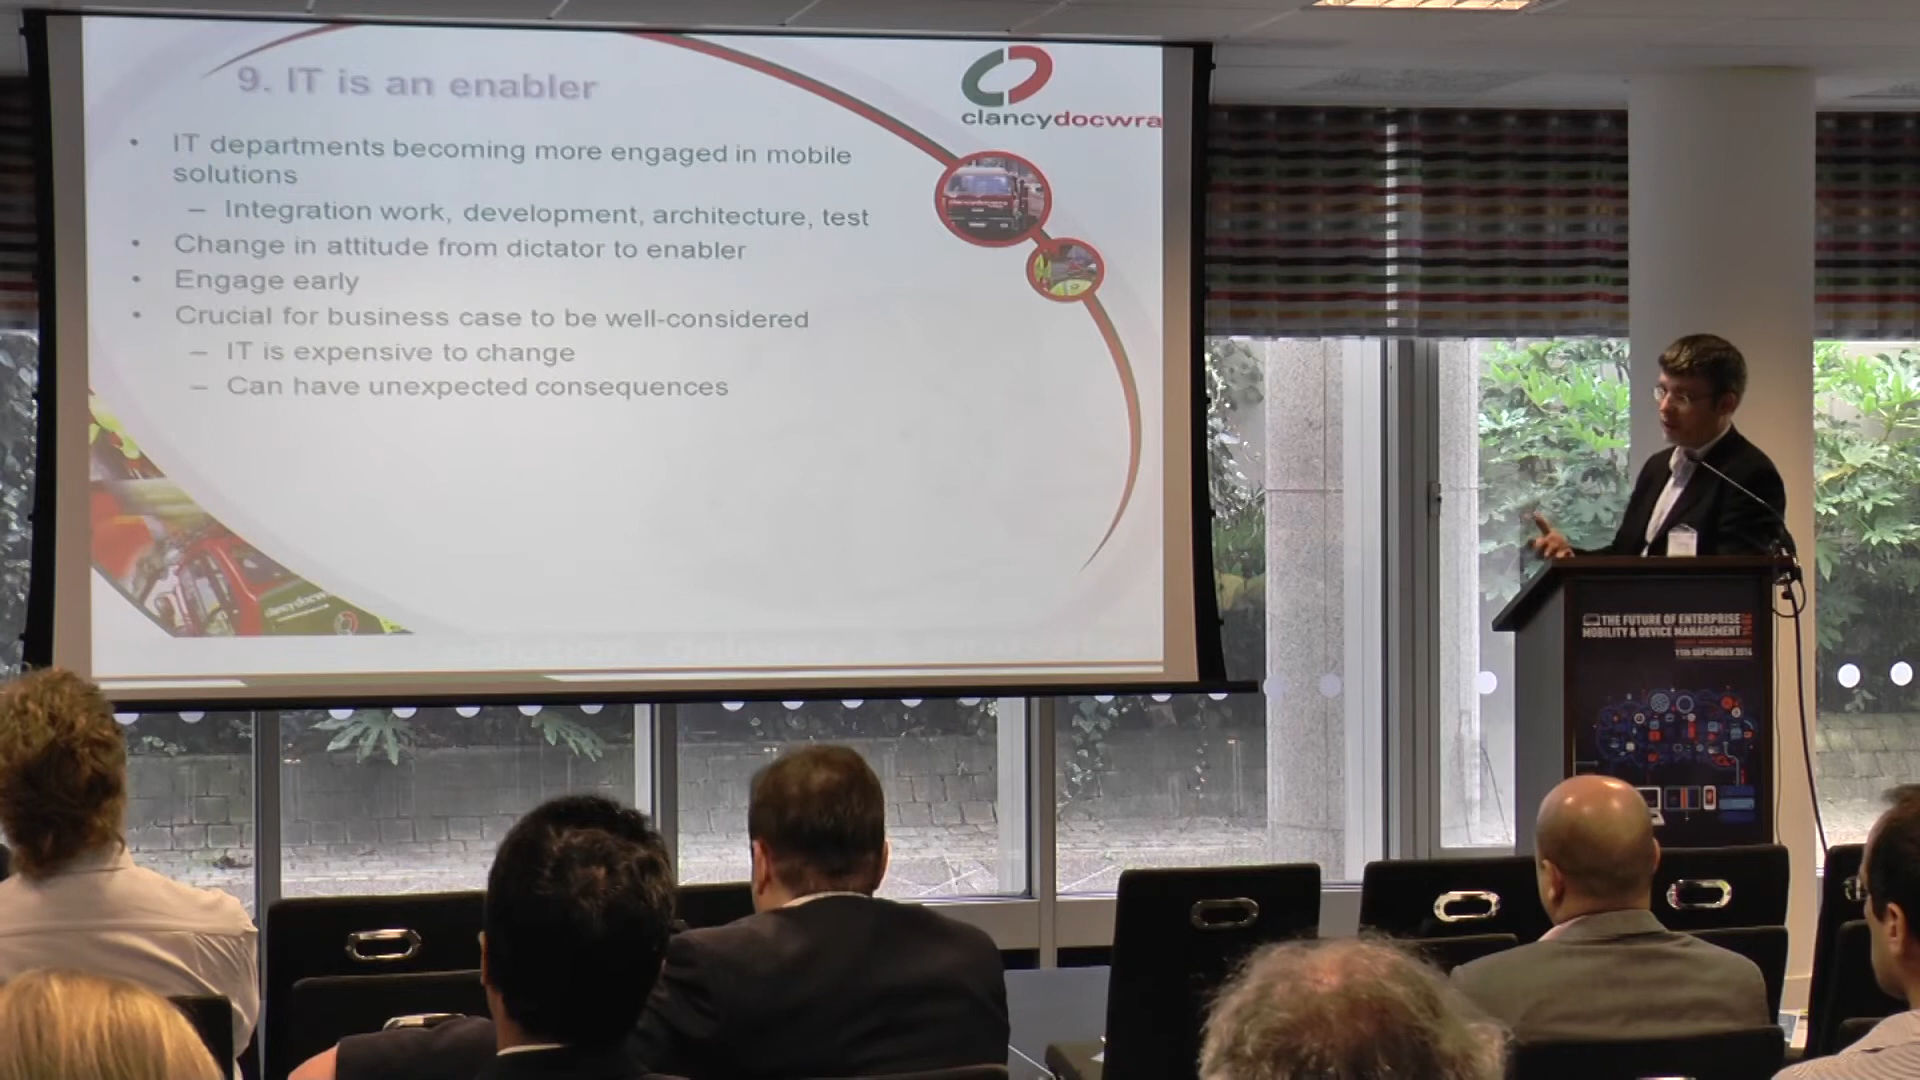 9. IT is an enabler
clancydocwra
• IT departments becoming more engaged in mobile
solutions
– Integration work, development, architecture, test
• Change in attitude from dictator to enabler
• Engage early
• Crucial for business case to be well-considered
– IT is expensive to change
– Can have unexpected consequences
THE FUTURE OF ENTERPRISE
MOBILITY & DEVICE MANAGEMENT
2014
11th SEPTEMBER 2014